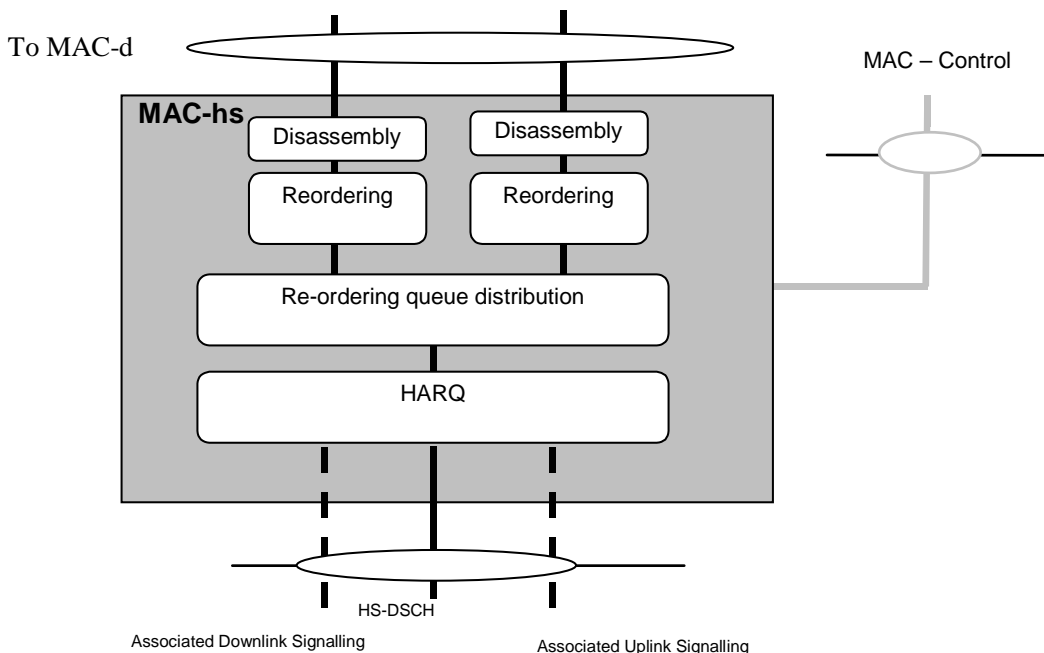 To MAC-d
MAC – Control
MAC-hs
Disassembly
Disassembly
Reordering
Reordering
Re-ordering queue distribution
HARQ
HS-DSCH
Associated Downlink Signalling
Associated Uplink Signalling